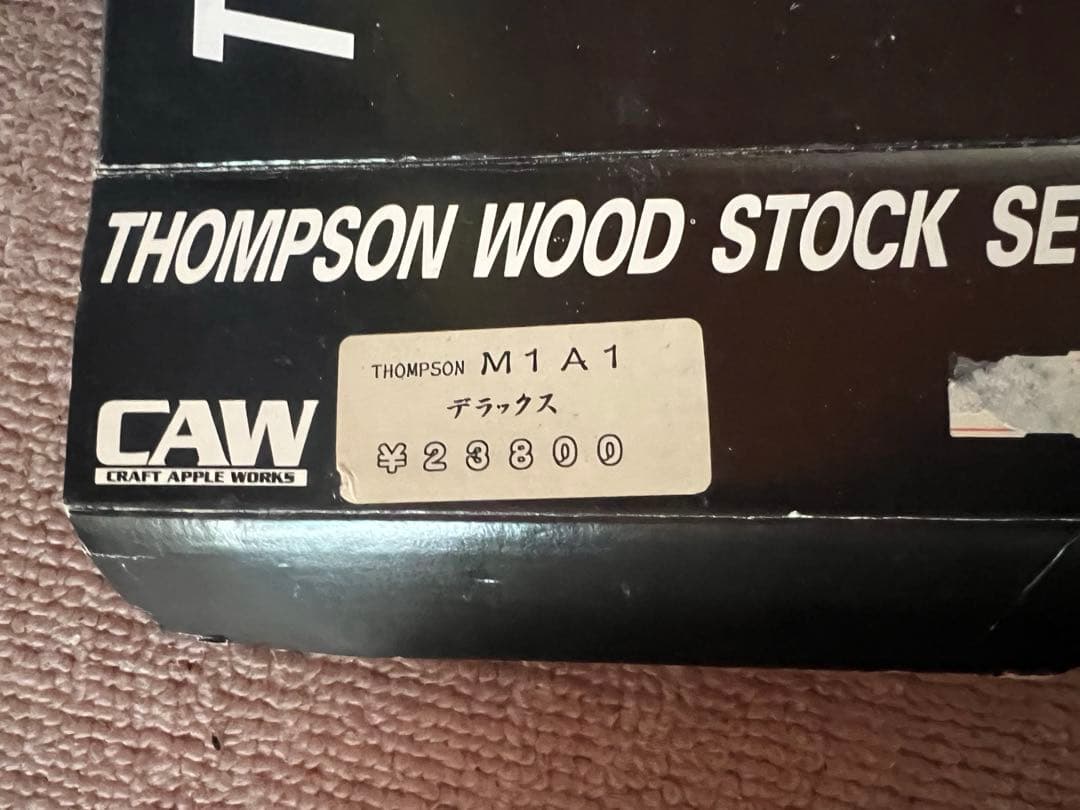 T
THOMPSON WOOD STOCK SE
THOMPSON M1A1
デラックス
¥23800
CAW
CRAFT APPLE WORKS